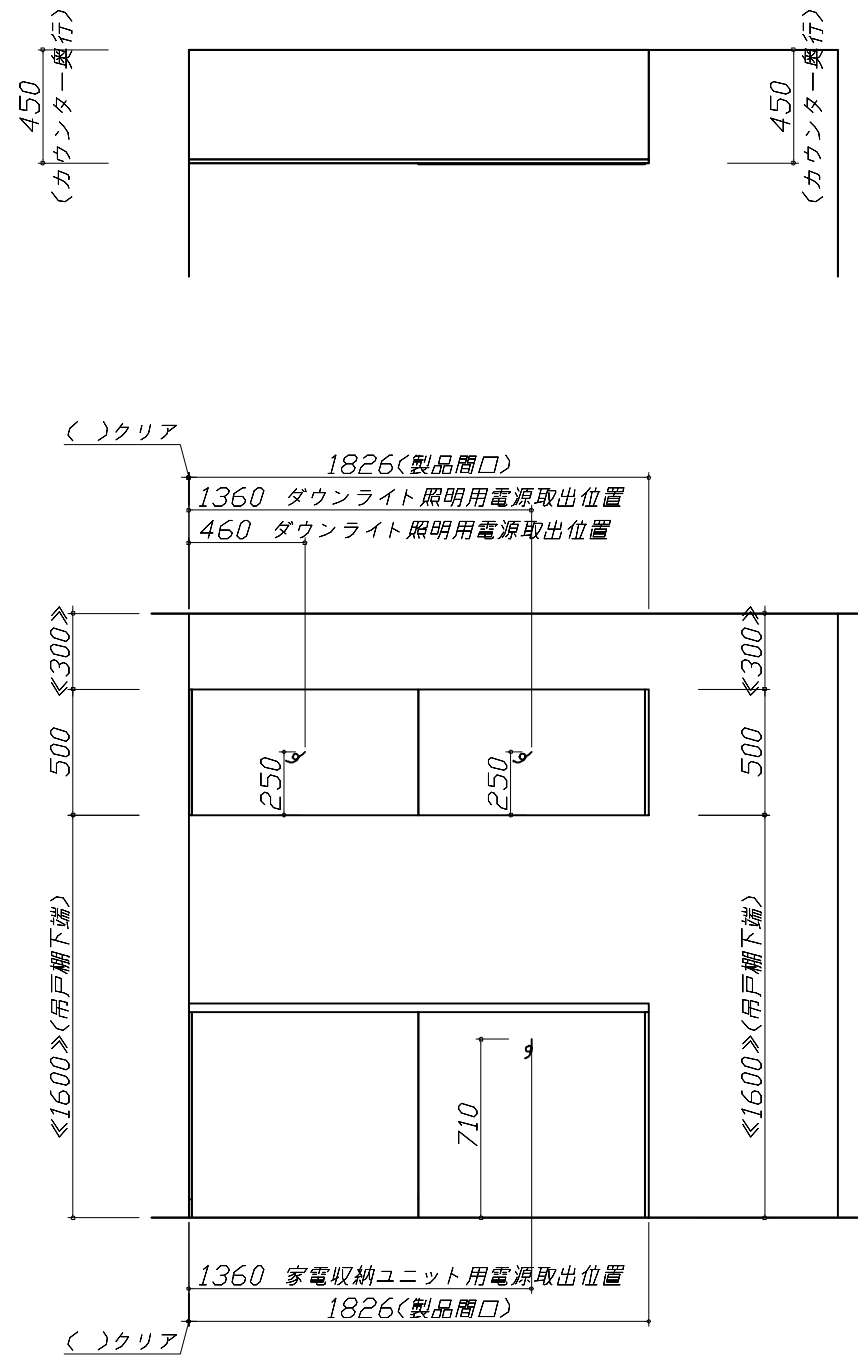 450
(カウンター奥行)
450
(カウンター奥行)
( )クリア
1826(製品間口)
1360 ダウンライト照明用電源取出位置
460 ダウンライト照明用電源取出位置
≪300≫
≪300≫
500
250
250
500
≪1600≫(吊戸棚下端)
≪1600≫(吊戸棚下端)
710
1360 家電収納ユニット用電源取出位置
1826(製品間口)
( )クリア